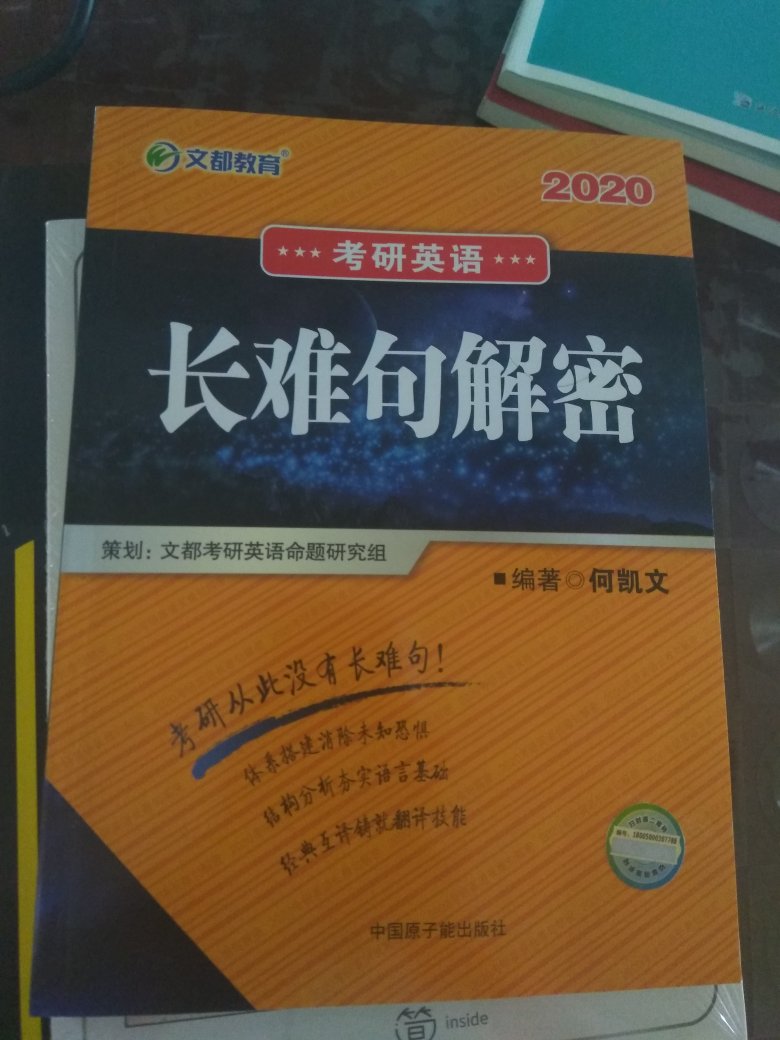 文都教育®
2020
★★★ 考研英语 ★★★
长难句解密
策划：文都考研英语命题研究组
■编著◎何凯文
考研从此没有长难句！
体系搭建消除未知恐惧
结构分析夯实语言基础
经典互译铸就翻译技能
中国原子能出版社
简 inside